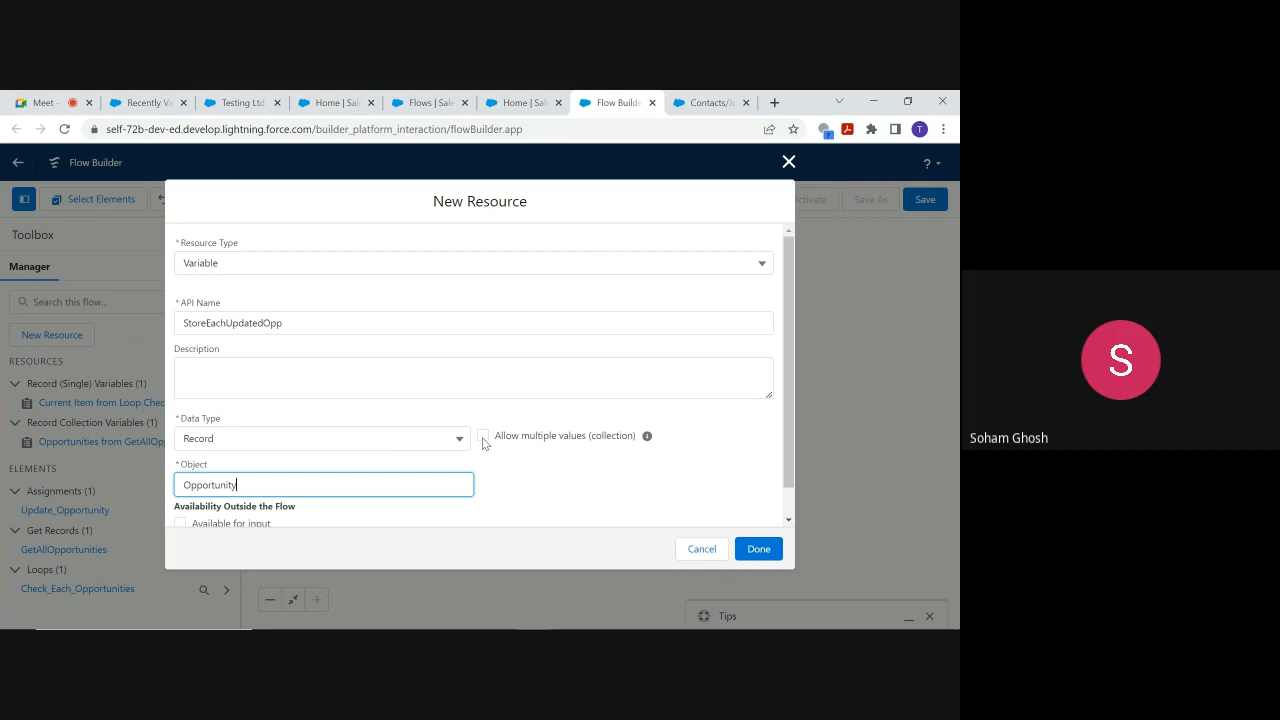 Meet -
Recently Vi
Testing Ltd
Home | Sal
Flows | Sale
Home | Sal
Flow Builde
Contacts/J
self-72b-dev-ed.develop.lightning.force.com/builder_platform_interaction/flowBuilder.app
T
Flow Builder
?
Select Elements
Activate
Save As
Save
Toolbox
Manager
Search this flow...
New Resource
RESOURCES
Record (Single) Variables (1)
Current Item from Loop Chec
Record Collection Variables (1)
Opportunities from GetAllOpp
ELEMENTS
Assignments (1)
Update_Opportunity
Get Records (1)
GetAllOpportunities
Loops (1)
Check_Each_Opportunities
New Resource
*Resource Type
Variable
*API Name
StoreEachUpdatedOpp
Description
*Data Type
Record
Allow multiple values (collection)
*Object
Opportunity
Availability Outside the Flow
Available for input
Cancel
Done
Tips
S
Soham Ghosh